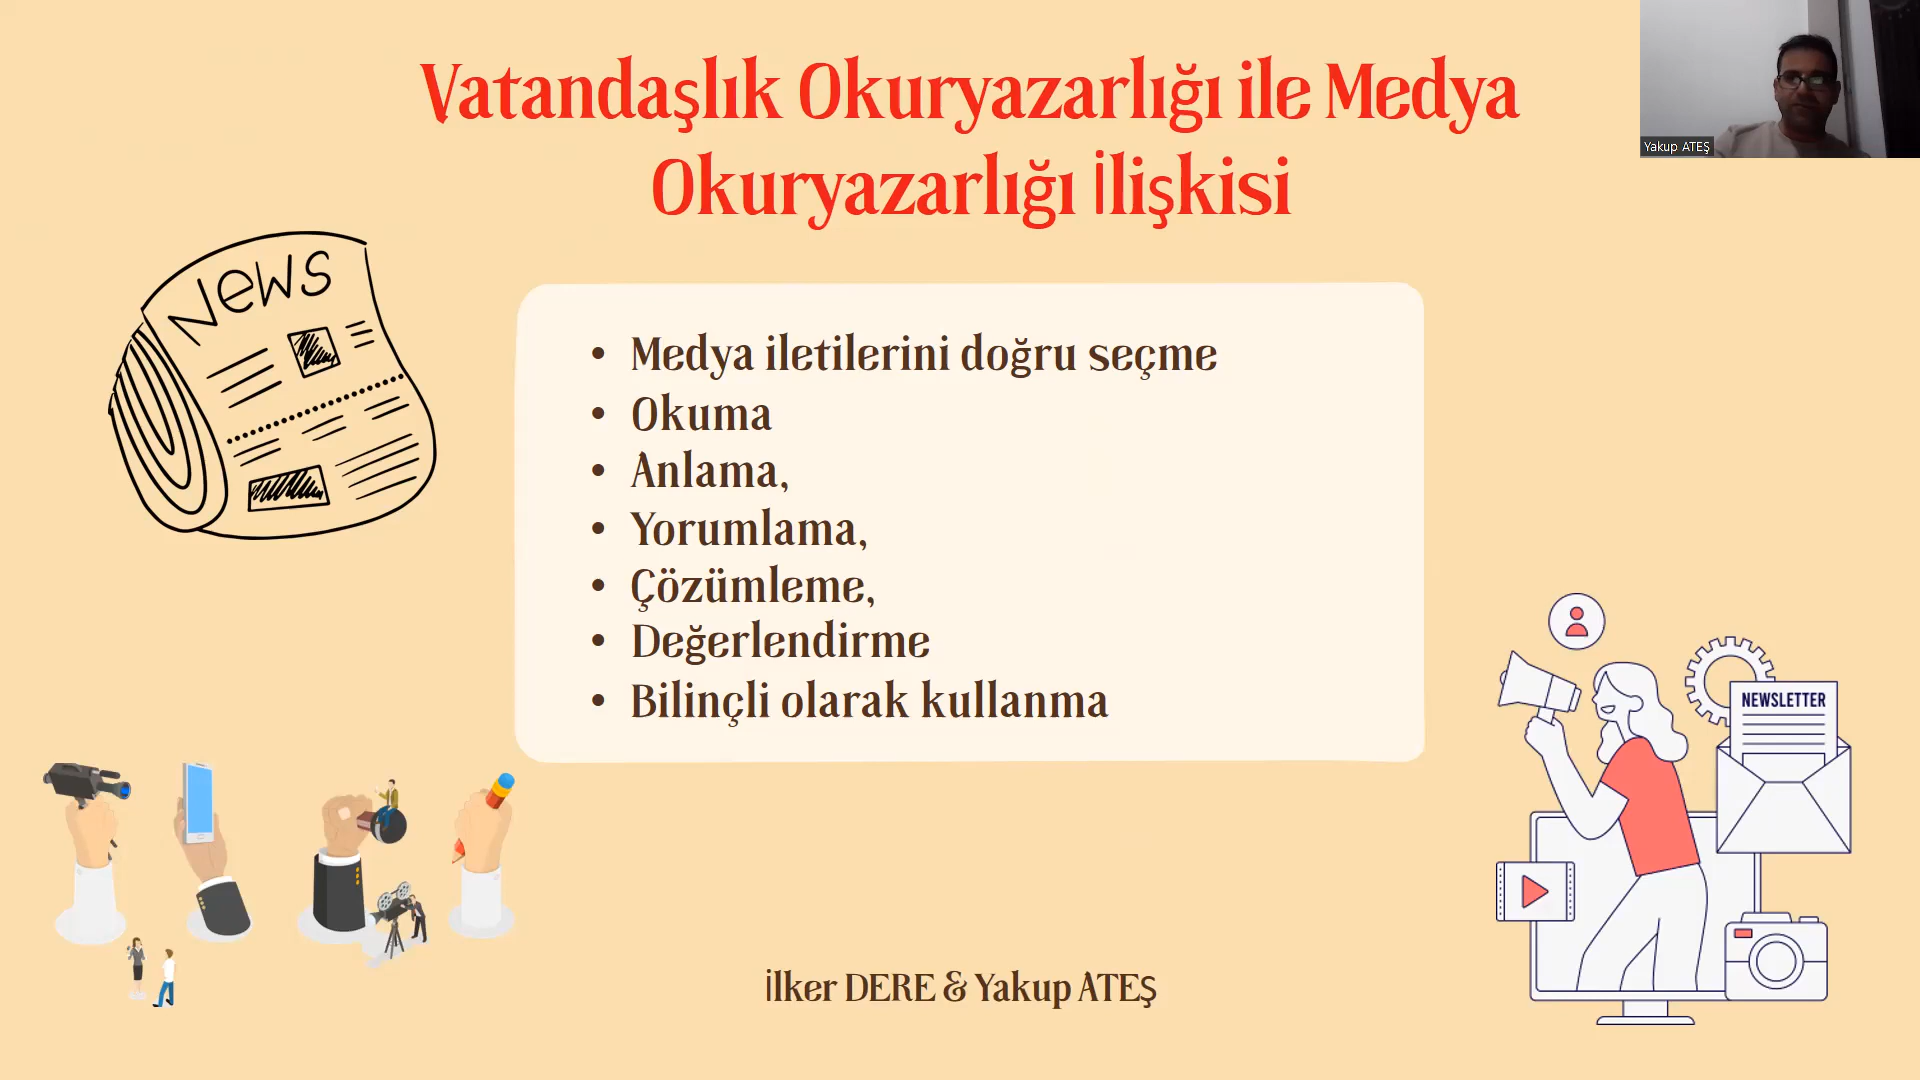 Vatandaşlık Okuryazarlığı ile Medya
Okuryazarlığı İlişkisi
Yakup ATEŞ
NEWS
• Medya iletilerini doğru seçme
• Okuma
• Anlama,
• Yorumlama,
• Çözümleme,
• Değerlendirme
• Bilinçli olarak kullanma
NEWSLETTER
İlker DERE & Yakup ATEŞ